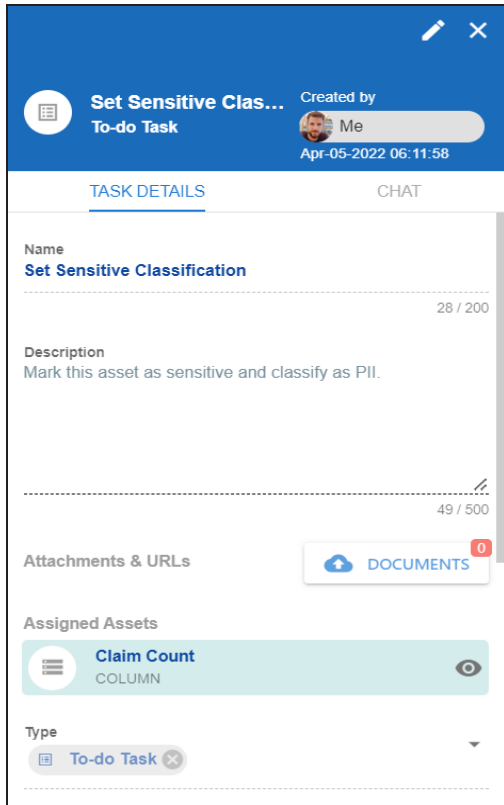 Set Sensitive Clas...
To-do Task
Created by
Me
Apr-05-2022 06:11:58
TASK DETAILS
CHAT
Name
Set Sensitive Classification
28 / 200
Description
Mark this asset as sensitive and classify as PII.
49 / 500
Attachments & URLs
DOCUMENTS
0
Assigned Assets
Claim Count
COLUMN
Type
To-do Task